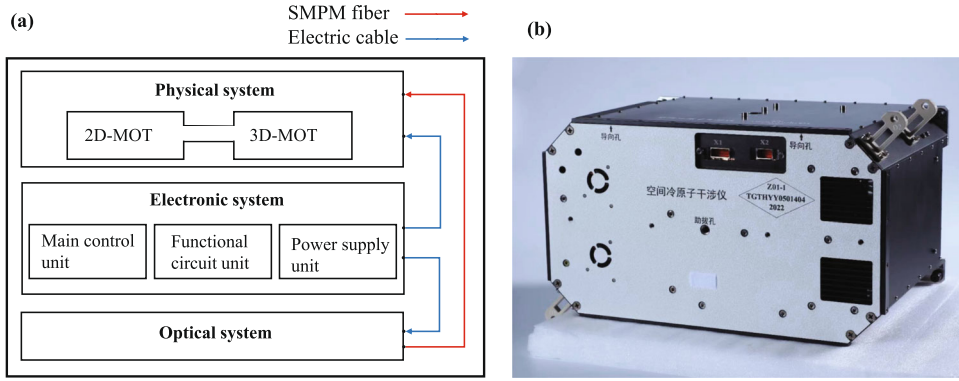 (a)
SMPM fiber
Electric cable
Physical system
2D-MOT
3D-MOT
Electronic system
Main control
unit
Functional
circuit unit
Power supply
unit
Optical system
(b)
导向孔
X1
X2
导向孔
空间冷原子干涉仪
Z01-1
TGTHYY0501404
2022
助拔孔